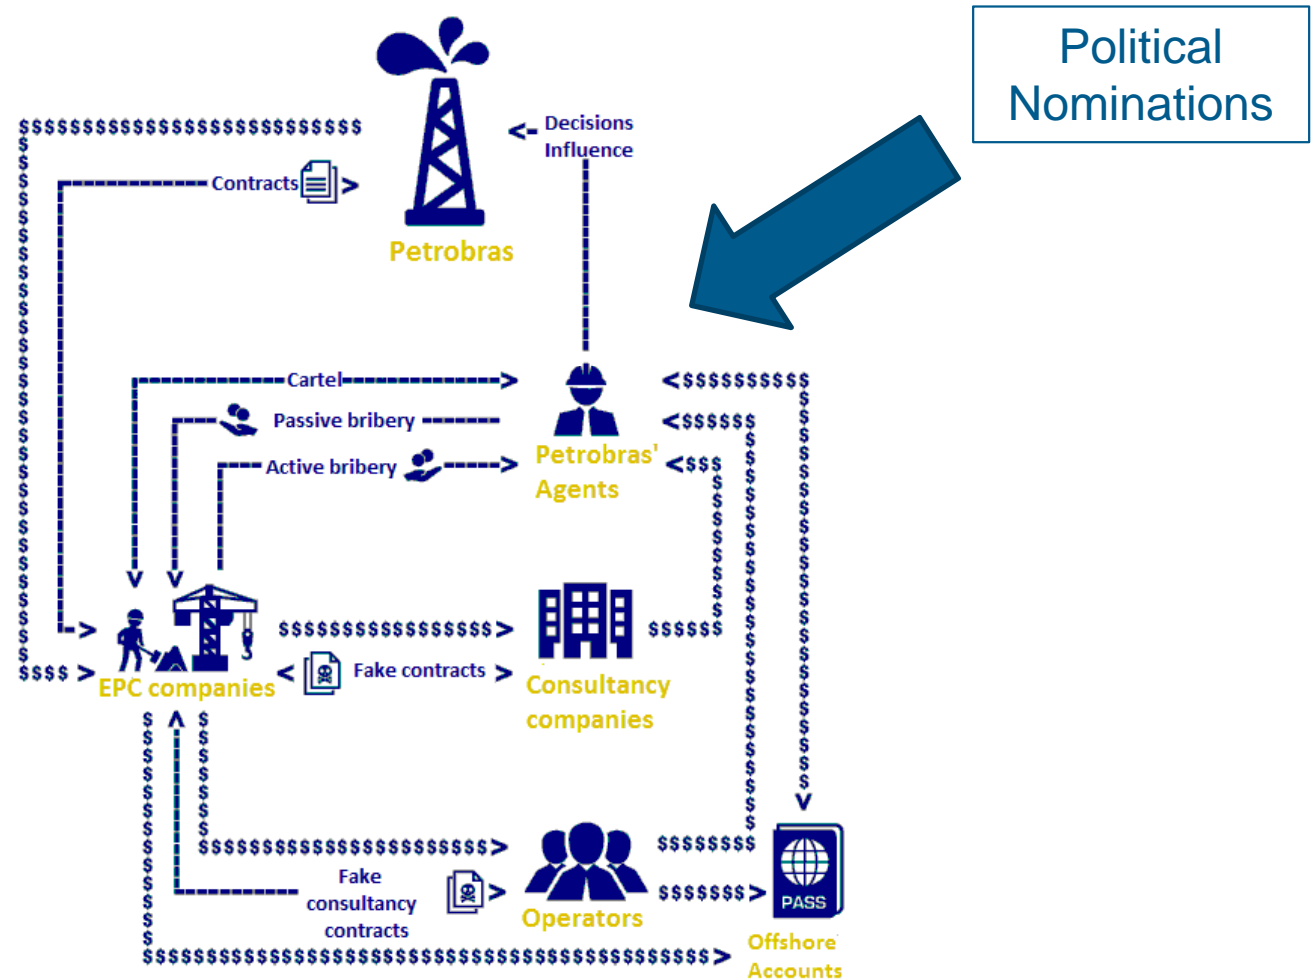 Political
Nominations
$$$$$$$$$$$$$$$$$$$$$$$$$$$
Decisions
Influence
Contracts
Petrobras
Cartel
$$$$$$$$$$
Passive bribery
$$$$$$
Active bribery
Petrobras'
Agents
$$$
$$$$$$$$$$$$$$$$$
$$$$$$
Fake contracts
$$$$
EPC companies
Consultancy
companies
$$$$$$$$$$$$$$$$$$$$$$$
$$$$$$$$
Fake
consultancy
contracts
$$$$$$$
PASS
Operators
Offshore
Accounts
$$$$$$$$$$$$$$$$$$$$$$$$$$$$$$$$$$$$$$$$$$$$$$$$